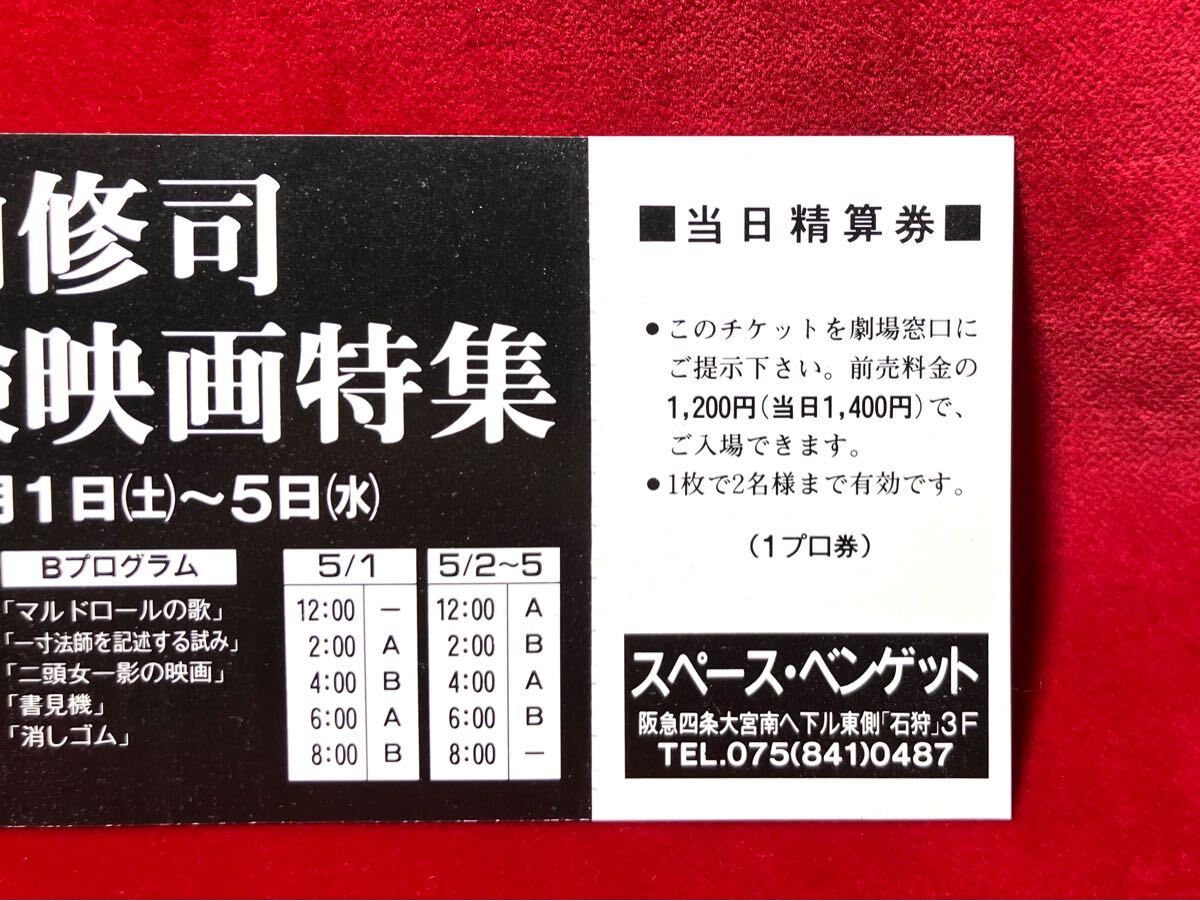 修司
映画特集
月1日(土)〜5日(水)
Bプログラム
「マルドロールの歌」
「一寸法師を記述する試み」
「二頭女ー影の映画」
「書見機」
「消しゴム」
5/1
12:00 ー
2:00 A
4:00 B
6:00 A
8:00 B
5/2〜5
12:00 A
2:00 B
4:00 A
6:00 B
8:00 ー
■当日精算券■
●このチケットを劇場窓口に
ご提示下さい。前売料金の
1,200円(当日1,400円)で、
ご入場できます。
●1枚で2名様まで有効です。
(1プロ券)
スペース・ベンゲット
阪急四条大宮南へ下ル東側「石狩」3F
TEL.075(841)0487